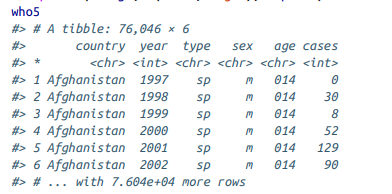 who5
#> # A tibble: 76,046 × 6
#>       country  year  type   sex   age cases
#> *       <chr> <int> <chr> <chr> <chr> <int>
#> 1 Afghanistan  1997    sp     m   014     0
#> 2 Afghanistan  1998    sp     m   014    30
#> 3 Afghanistan  1999    sp     m   014     8
#> 4 Afghanistan  2000    sp     m   014    52
#> 5 Afghanistan  2001    sp     m   014   129
#> 6 Afghanistan  2002    sp     m   014    90
#> # ... with 7.604e+04 more rows